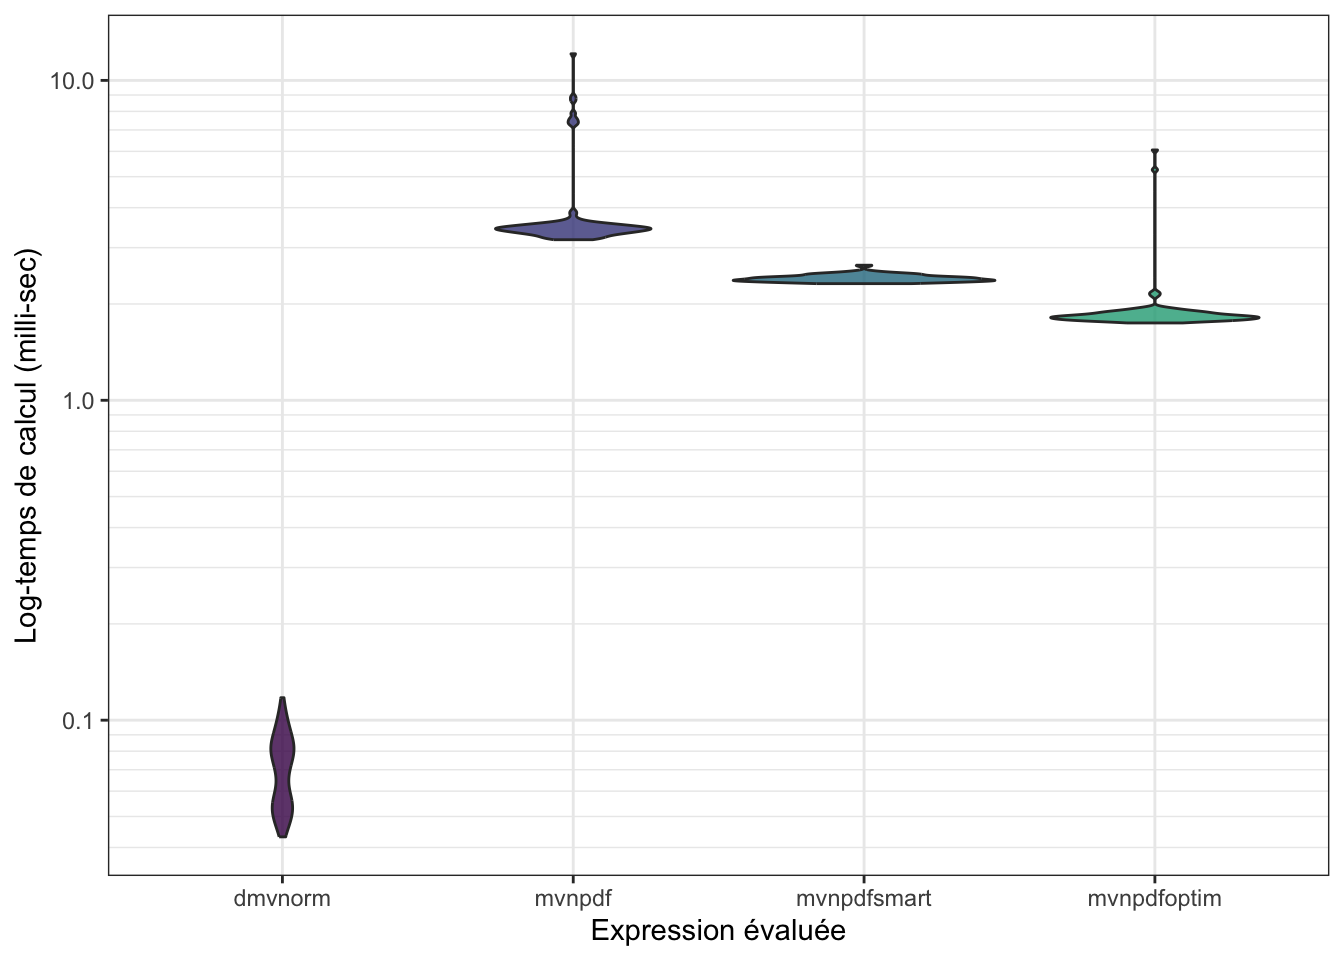 Log-temps de calcul (milli-sec)
10.0
1.0
0.1
dmvnorm
mvnpdf
mvnpdfsmart
mvnpdfoptim
Expression évaluée